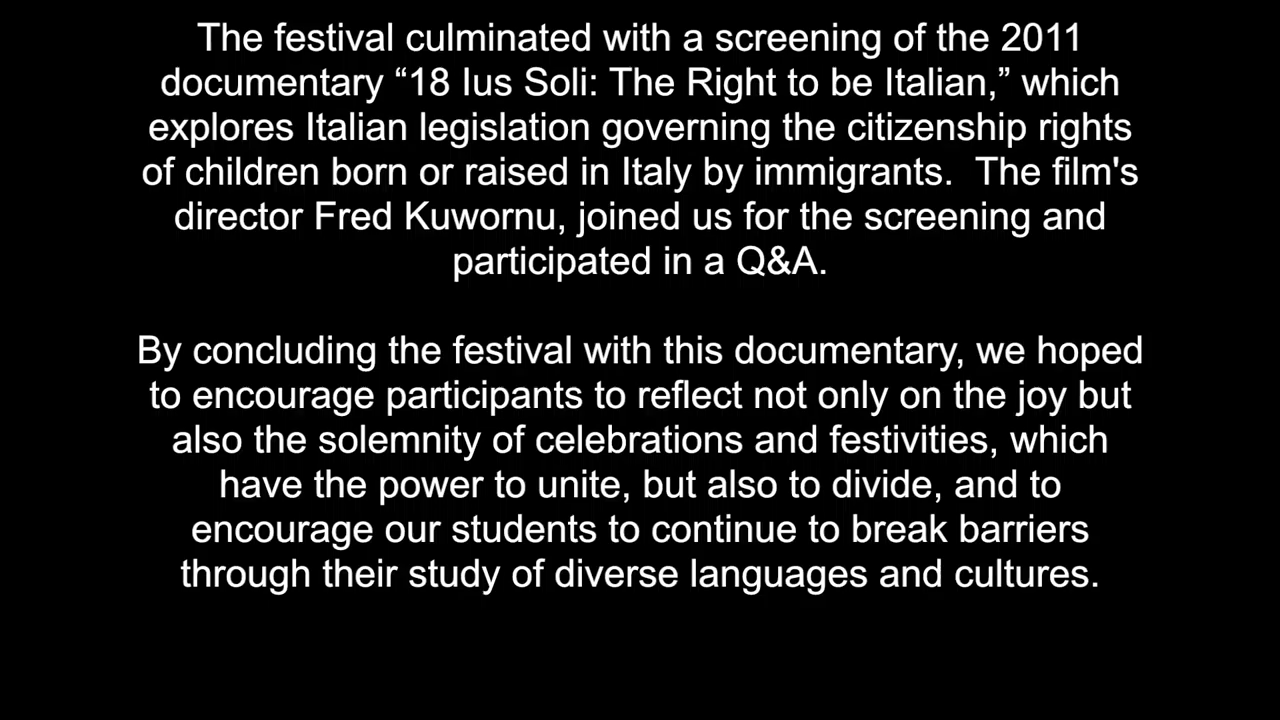 The festival culminated with a screening of the 2011
documentary “18 Ius Soli: The Right to be Italian,” which
explores Italian legislation governing the citizenship rights
of children born or raised in Italy by immigrants.  The film's
director Fred Kuwornu, joined us for the screening and
participated in a Q&A.
By concluding the festival with this documentary, we hoped
to encourage participants to reflect not only on the joy but
also the solemnity of celebrations and festivities, which
have the power to unite, but also to divide, and to
encourage our students to continue to break barriers
through their study of diverse languages and cultures.